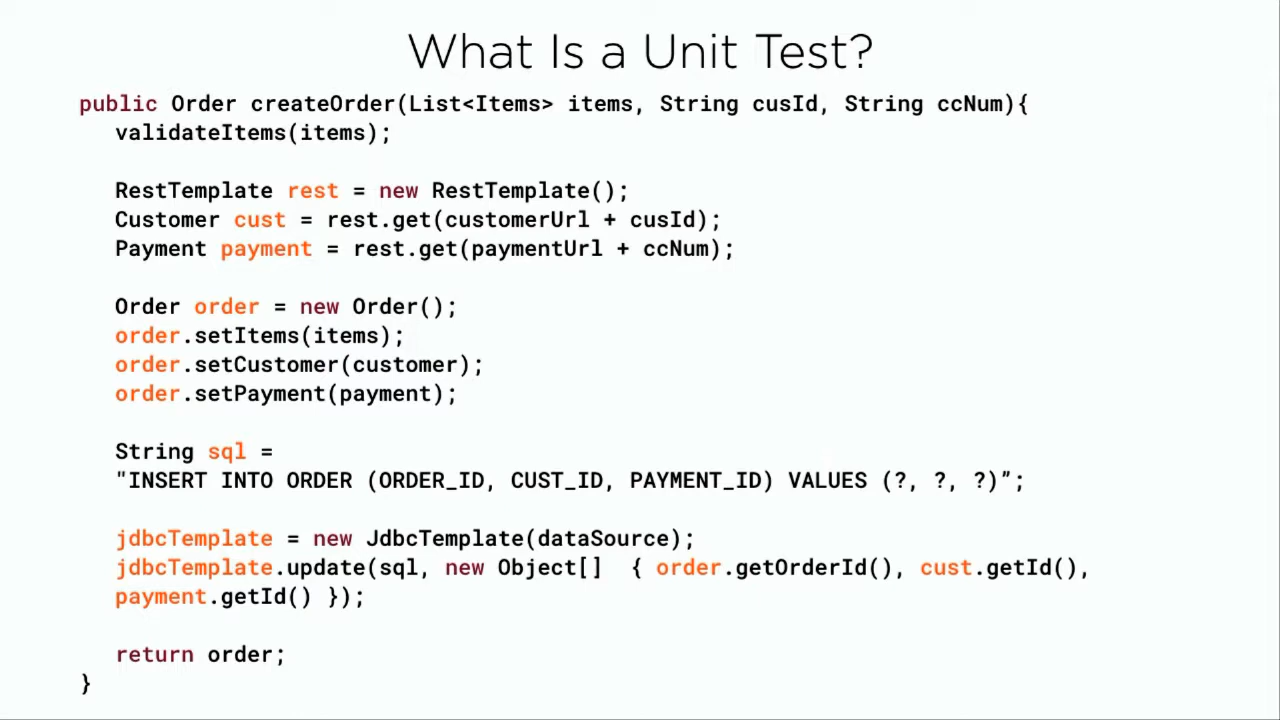 What Is a Unit Test?
public Order createOrder(List<Items> items, String cusId, String ccNum){
validateItems(items);
RestTemplate rest = new RestTemplate();
Customer cust = rest.get(customerUrl + cusId);
Payment payment = rest.get(paymentUrl + ccNum);
Order order = new Order();
order.setItems(items);
order.setCustomer(customer);
order.setPayment(payment);
String sql =
"INSERT INTO ORDER (ORDER_ID, CUST_ID, PAYMENT_ID) VALUES (?, ?, ?)”;
jdbcTemplate = new JdbcTemplate(dataSource);
jdbcTemplate.update(sql, new Object[]  { order.getOrderId(), cust.getId(),
payment.getId() });
return order;
}